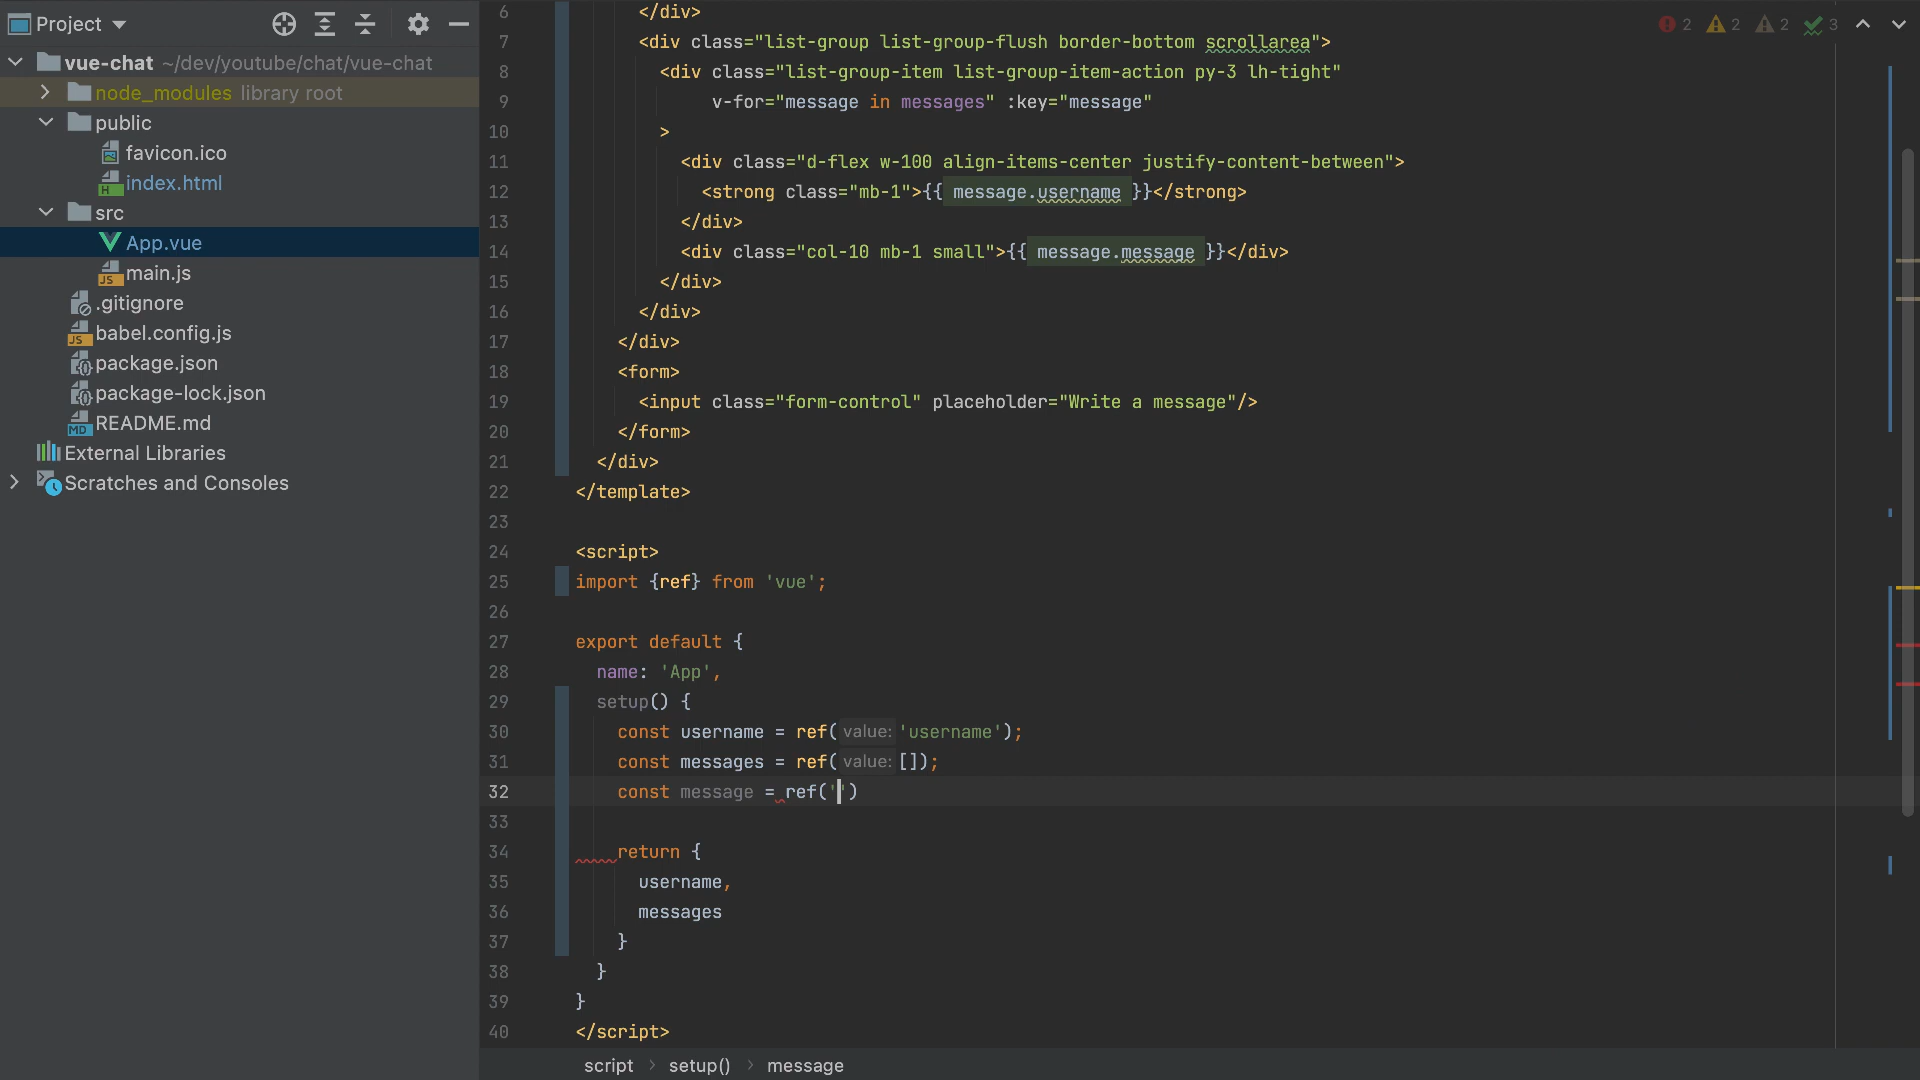 Project
vue-chat ~/dev/youtube/chat/vue-chat
node_modules library root
public
favicon.ico
index.html
src
App.vue
main.js
.gitignore
babel.config.js
package.json
package-lock.json
README.md
External Libraries
Scratches and Consoles
2 2 2 3
6 </div>
7 <div class="list-group list-group-flush border-bottom scrollarea">
8 <div class="list-group-item list-group-item-action py-3 lh-tight"
9 v-for="message in messages" :key="message"
10 >
11 <div class="d-flex w-100 align-items-center justify-content-between">
12 <strong class="mb-1">{{ message.username }}</strong>
13 </div>
14 <div class="col-10 mb-1 small">{{ message.message }}</div>
15 </div>
16 </div>
17 </div>
18 <form>
19 <input class="form-control" placeholder="Write a message"/>
20 </form>
21 </div>
22 </template>
23
24 <script>
25 import {ref} from 'vue';
26
27 export default {
28 name: 'App',
29 setup() {
30 const username = ref( value: 'username');
31 const messages = ref( value: []);
32 const message = ref('')
33
34 return {
35 username,
36 messages
37 }
38 }
39 }
40 </script>
script > setup() > message